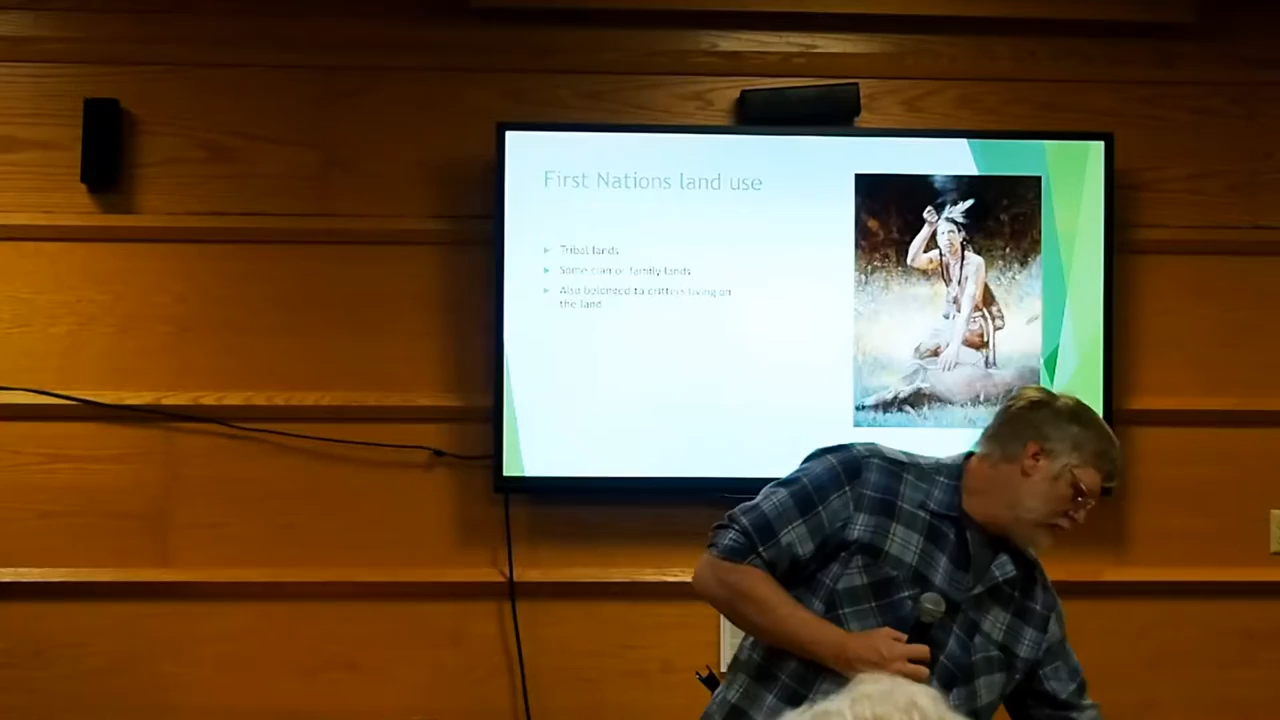 First Nations land use
Tribal lands
Some clan or family lands
Also belonged to critters living on
the land